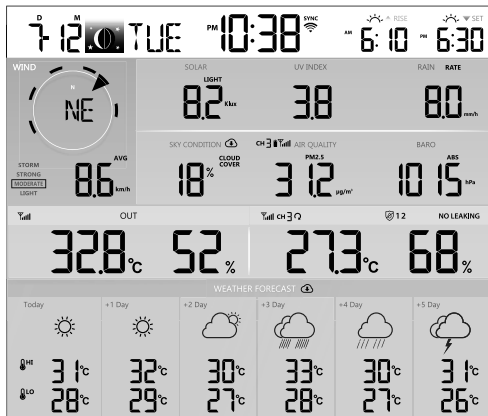 D M SYNC RISE SET
7-12 TUE PM 10:38 AM 6:10 PM 6:30
WIND SOLAR UV INDEX RAIN RATE
N LIGHT
NE 8.2 Klux 3.8 8.0 mm/h
SKY CONDITION CH 3 AIR QUALITY BARO
STORM AVG CLOUD COVER PM2.5 ABS
STRONG
MODERATE 8.6 km/h 18 % 31.2 µg/m³ 1015 hPa
LIGHT
OUT CH 3 1 2 NO LEAKING
32.8 °C 52 % 27.3 °C 68 %
WEATHER FORECAST
Today +1 Day +2 Day +3 Day +4 Day +5 Day
HI 31°C 32°C 30°C 33°C 30°C 31°C
LO 28°C 29°C 27°C 28°C 27°C 26°C